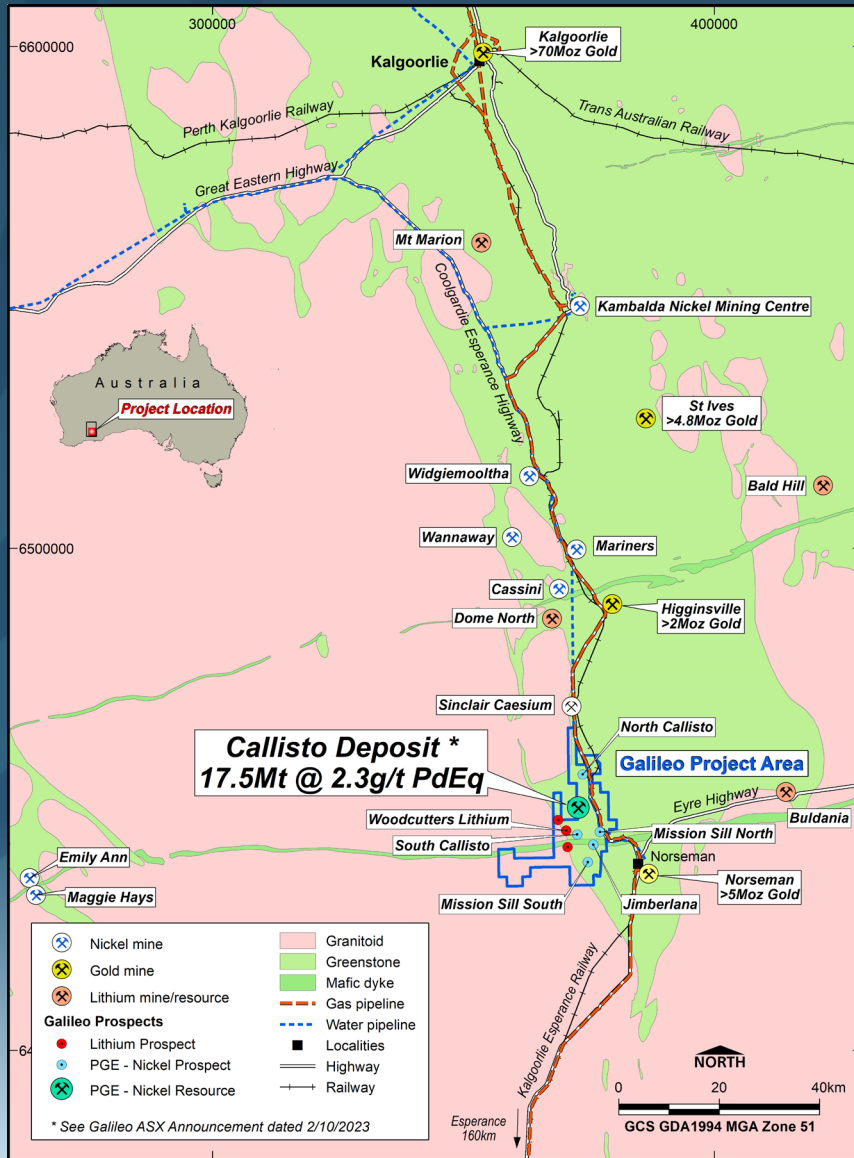 300000
400000
6600000
Kalgoorlie
Kalgoorlie
>70Moz Gold
Perth Kalgoorlie Railway
Trans Australian Railway
Great Eastern Highway
Mt Marion
Coolgardie Esperance Highway
Kambalda Nickel Mining Centre
Australia
Project Location
St Ives
>4.8Moz Gold
Widgiemooltha
Bald Hill
Wannaway
Mariners
6500000
Cassini
Dome North
Higginsville
>2Moz Gold
Sinclair Caesium
North Callisto
Callisto Deposit *
17.5Mt @ 2.3g/t PdEq
Galileo Project Area
Eyre Highway
Buldania
Woodcutters Lithium
South Callisto
Mission Sill North
Norseman
Emily Ann
Maggie Hays
Norseman
>5Moz Gold
Mission Sill South
Jimberlana
Nickel mine
Gold mine
Lithium mine/resource
Galileo Prospects
Lithium Prospect
PGE - Nickel Prospect
PGE - Nickel Resource
Granitoid
Greenstone
Mafic dyke
Gas pipeline
Water pipeline
Localities
Highway
Railway
* See Galileo ASX Announcement dated 2/10/2023
64
Kalgoorlie Esperance Railway
Esperance
160km
NORTH
0 20 40km
GCS GDA1994 MGA Zone 51